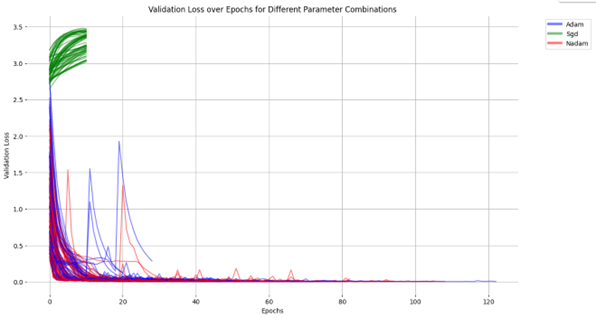 Validation Loss over Epochs for Different Parameter Combinations
Adam
Sgd
Nadam
Validation Loss
3.5
3.0
2.5
2.0
1.5
1.0
0.5
0.0
0
20
40
60
80
100
120
Epochs